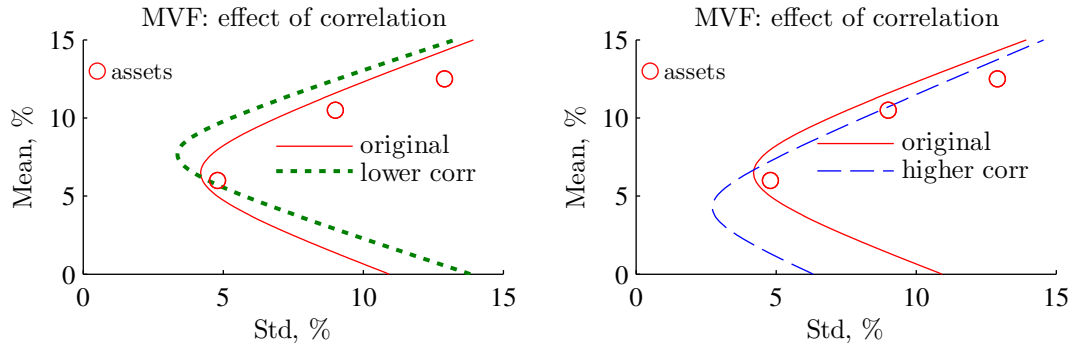 MVF: effect of correlation
15
10
5
0
Mean, %
assets
original
lower corr
0 5 10 15
Std, %
MVF: effect of correlation
15
10
5
0
Mean, %
assets
original
higher corr
0 5 10 15
Std, %